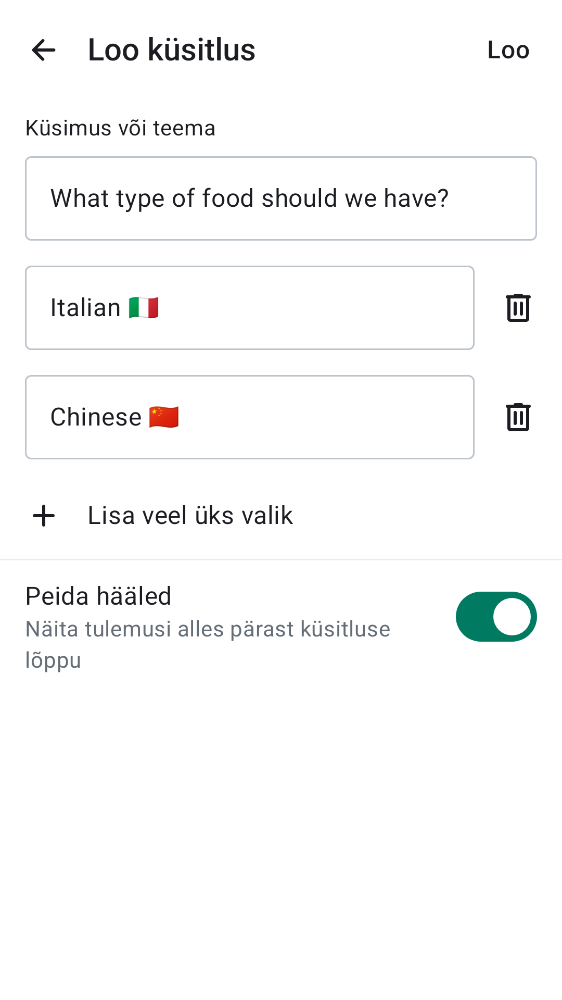 Loo küsitlus
Loo
Küsimus või teema
What type of food should we have?
Italian 🇮🇹
Chinese 🇨🇳
Lisa veel üks valik
Peida hääled
Näita tulemusi alles pärast küsitluse
lõppu